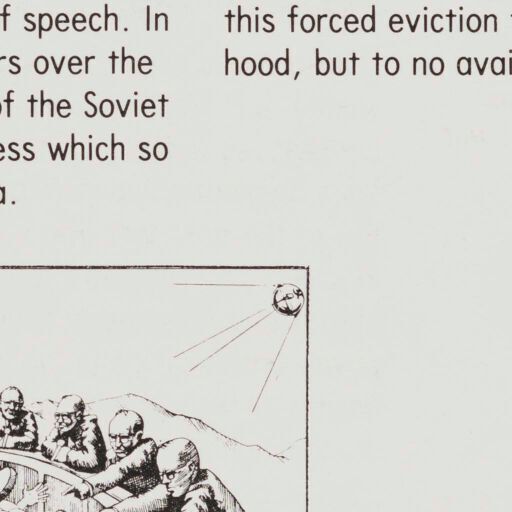 f speech. In
rs over the
of the Soviet
ess which so
a.
this forced eviction
hood, but to no avai